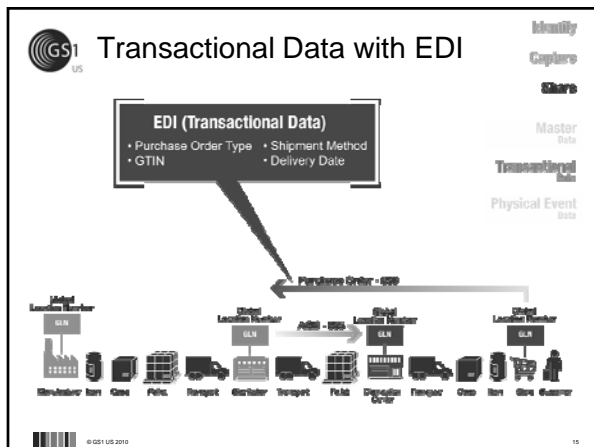 GS1
US
Transactional Data with EDI
Identify
Capture
Share
Master
Data
Transactional
Data
Physical Event
Data
EDI (Transactional Data)
• Purchase Order Type • Shipment Method
• GTIN • Delivery Date
Purchase Order - 850
Global
Location Number
GLN
Global
Location Number
GLN
ASN - 856
Global
Location Number
GLN
Global
Location Number
GLN
Manufacturer Item Case Pallet Transport Distributor Transport Pallet Transport Case Item Store Customer
© GS1 US 2010
15